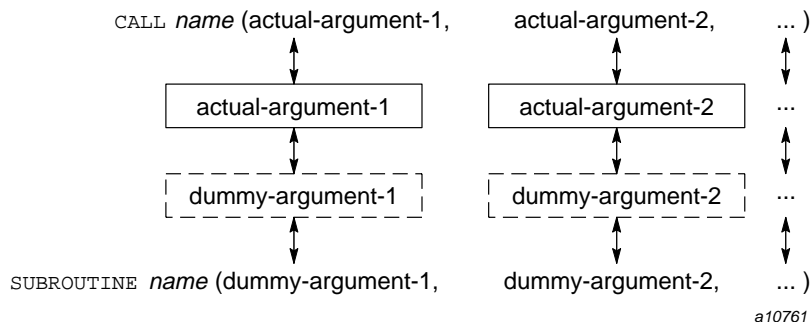 CALL name (actual-argument-1, actual-argument-2, ... )
actual-argument-1 actual-argument-2 ...
dummy-argument-1 dummy-argument-2 ...
SUBROUTINE name (dummy-argument-1, dummy-argument-2, ... )
a10761